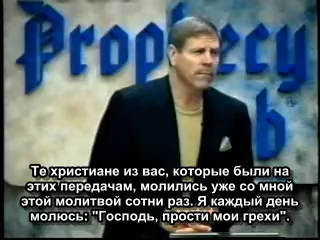 Prophecy
b®
Те христиане из вас, которые были на
этих передачам, молились уже со мной
этой молитвой сотни раз. Я каждый день
молюсь: "Господь, прости мои грехи".